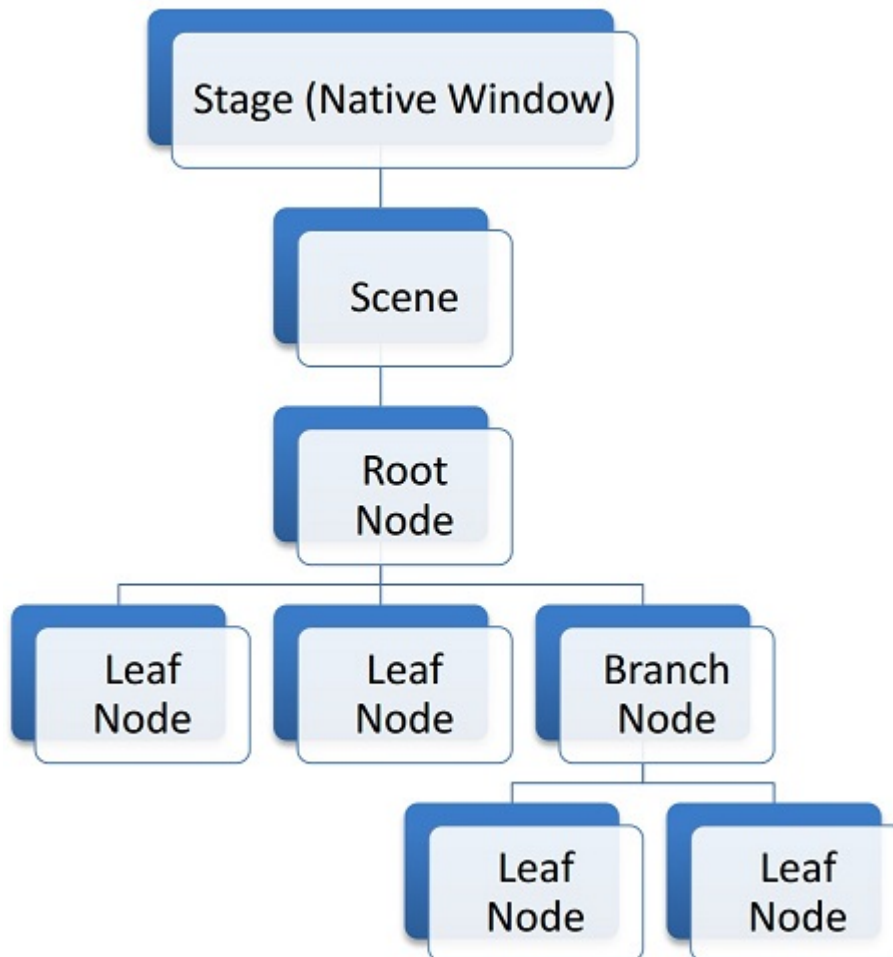 Stage (Native Window)
Scene
Root
Node
Leaf
Node
Leaf
Node
Branch
Node
Leaf
Node
Leaf
Node